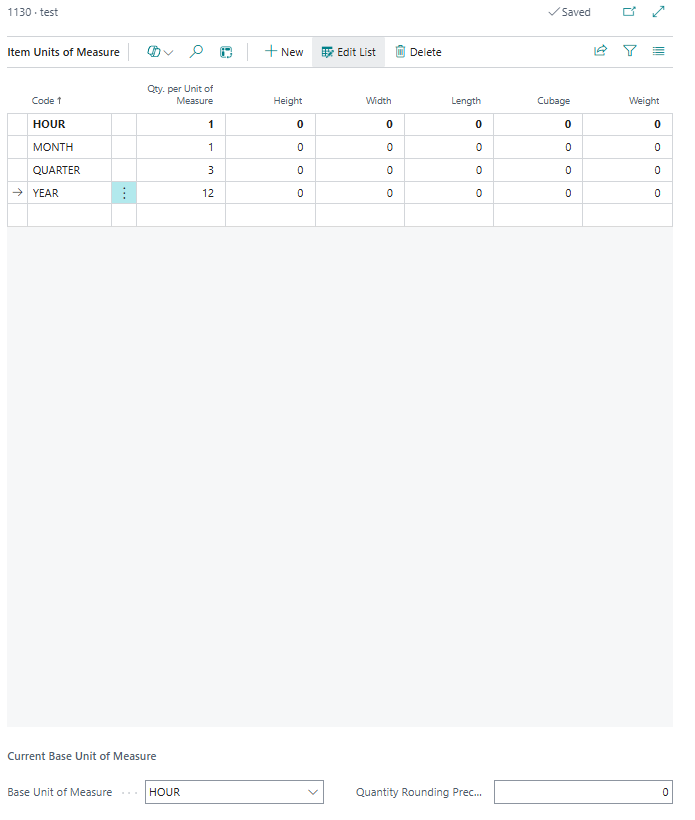 1130 · test
Saved
Item Units of Measure
New
Edit List
Delete
Code ↑ Qty. per Unit of Measure Height Width Length Cubage Weight
HOUR 1 0 0 0 0 0
MONTH 1 0 0 0 0 0
QUARTER 3 0 0 0 0 0
→ YEAR 12 0 0 0 0 0
Current Base Unit of Measure
Base Unit of Measure HOUR
Quantity Rounding Prec... 0